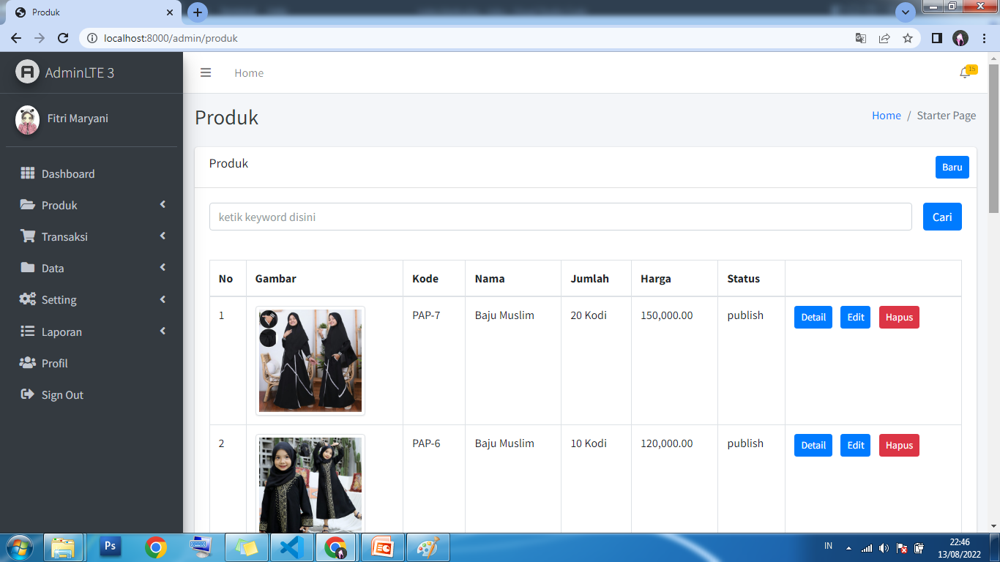 Produk
localhost:8000/admin/produk
AdminLTE 3
Home
15
Fitri Maryani
Produk
Home / Starter Page
Dashboard
Produk
Transaksi
Data
Setting
Laporan
Profil
Sign Out
Produk
Baru
ketik keyword disini
Cari
No Gambar Kode Nama Jumlah Harga Status
1 PAP-7 Baju Muslim 20 Kodi 150,000.00 publish Detail Edit Hapus
2 PAP-6 Baju Muslim 10 Kodi 120,000.00 publish Detail Edit Hapus
Ps
IN
22:46
13/08/2022